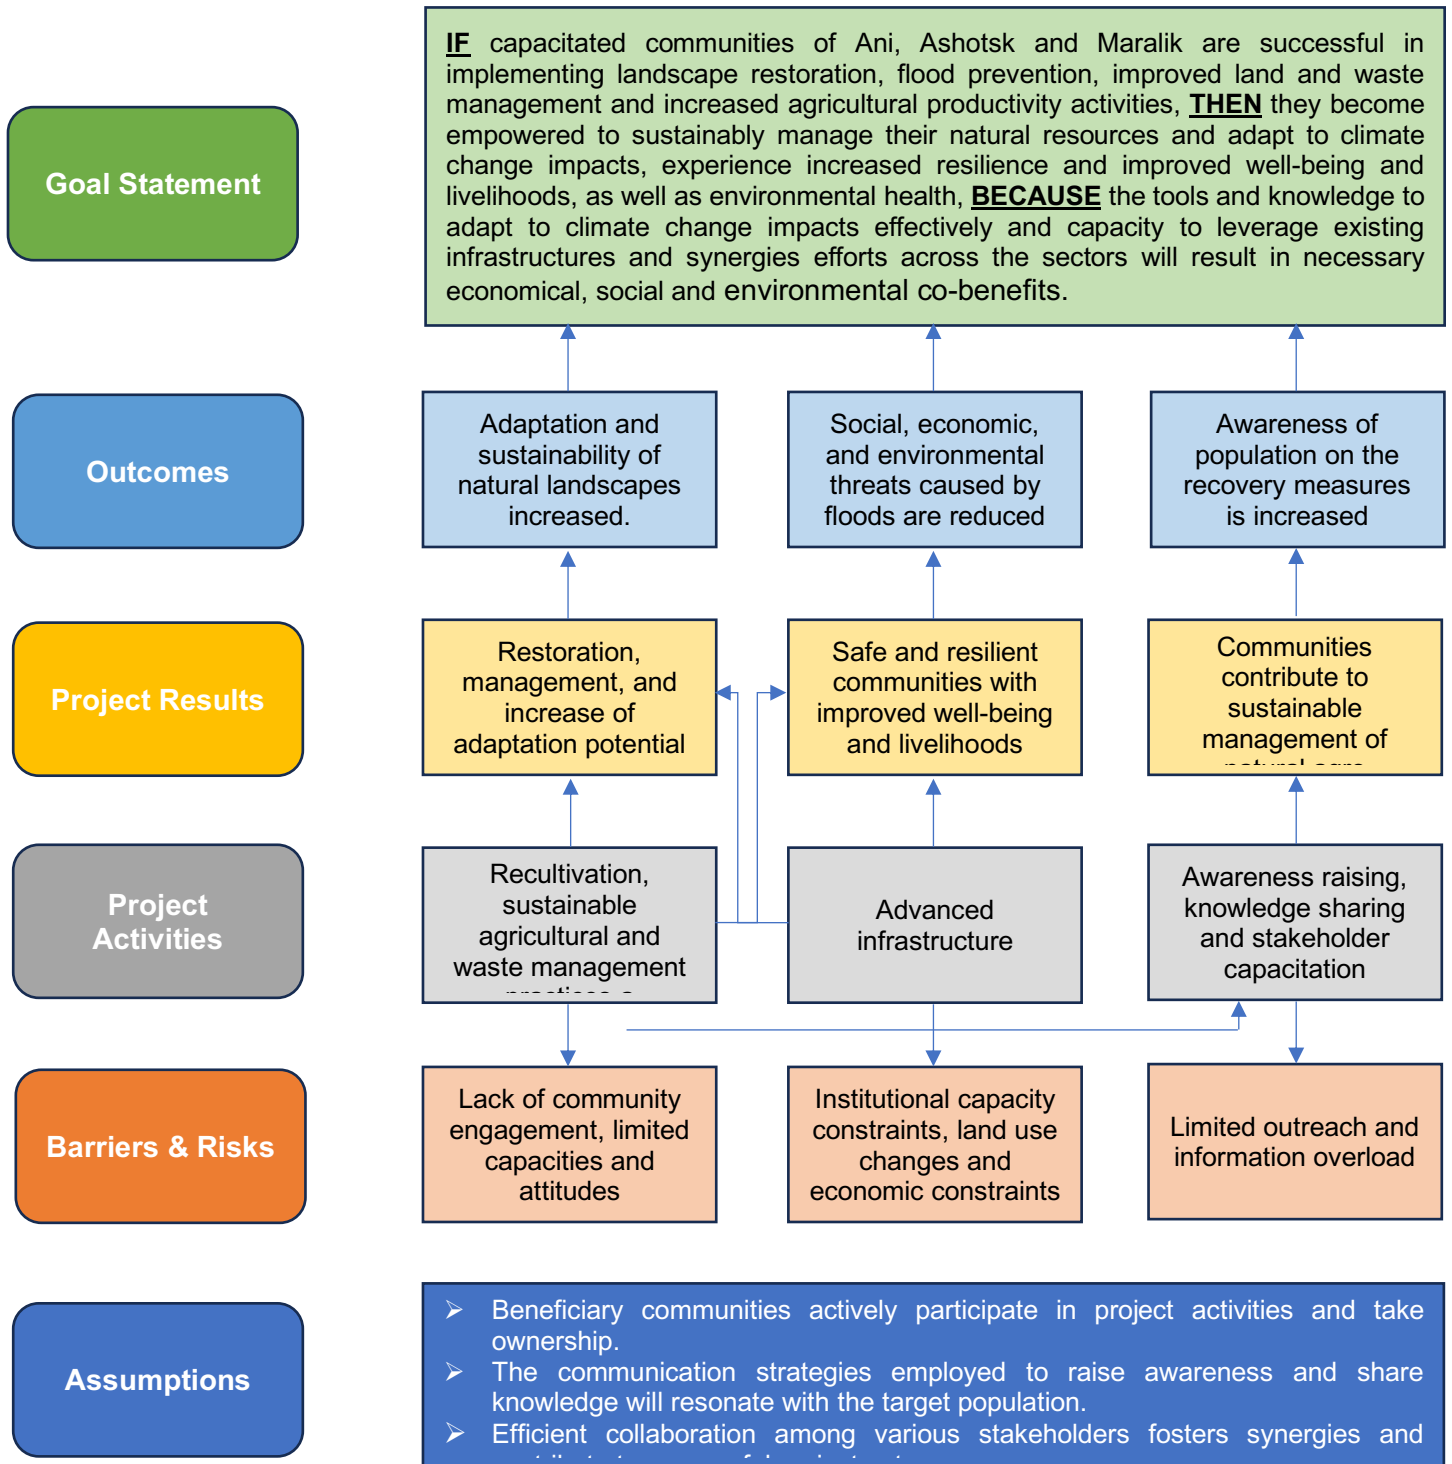 IF capacitated communities of Ani, Ashotsk and Maralik are successful in
implementing landscape restoration, flood prevention, improved land and waste
management and increased agricultural productivity activities, THEN they become
empowered to sustainably manage their natural resources and adapt to climate
change impacts, experience increased resilience and improved well-being and
livelihoods, as well as environmental health, BECAUSE the tools and knowledge to
adapt to climate change impacts effectively and capacity to leverage existing
infrastructures and synergies efforts across the sectors will result in necessary
economical, social and environmental co-benefits.
Goal Statement
Outcomes
Adaptation and
sustainability of
natural landscapes
increased.
Social, economic,
and environmental
threats caused by
floods are reduced
Awareness of
population on the
recovery measures
is increased
Project Results
Restoration,
management, and
increase of
adaptation potential
Safe and resilient
communities with
improved well-being
and livelihoods
Communities
contribute to
sustainable
management of
Project
Activities
Recultivation,
sustainable
agricultural and
waste management
Advanced
infrastructure
Awareness raising,
knowledge sharing
and stakeholder
capacitation
Barriers & Risks
Lack of community
engagement, limited
capacities and
attitudes
Institutional capacity
constraints, land use
changes and
economic constraints
Limited outreach and
information overload
Assumptions
➢ Beneficiary communities actively participate in project activities and take
ownership.
➢ The communication strategies employed to raise awareness and share
knowledge will resonate with the target population.
➢ Efficient collaboration among various stakeholders fosters synergies and